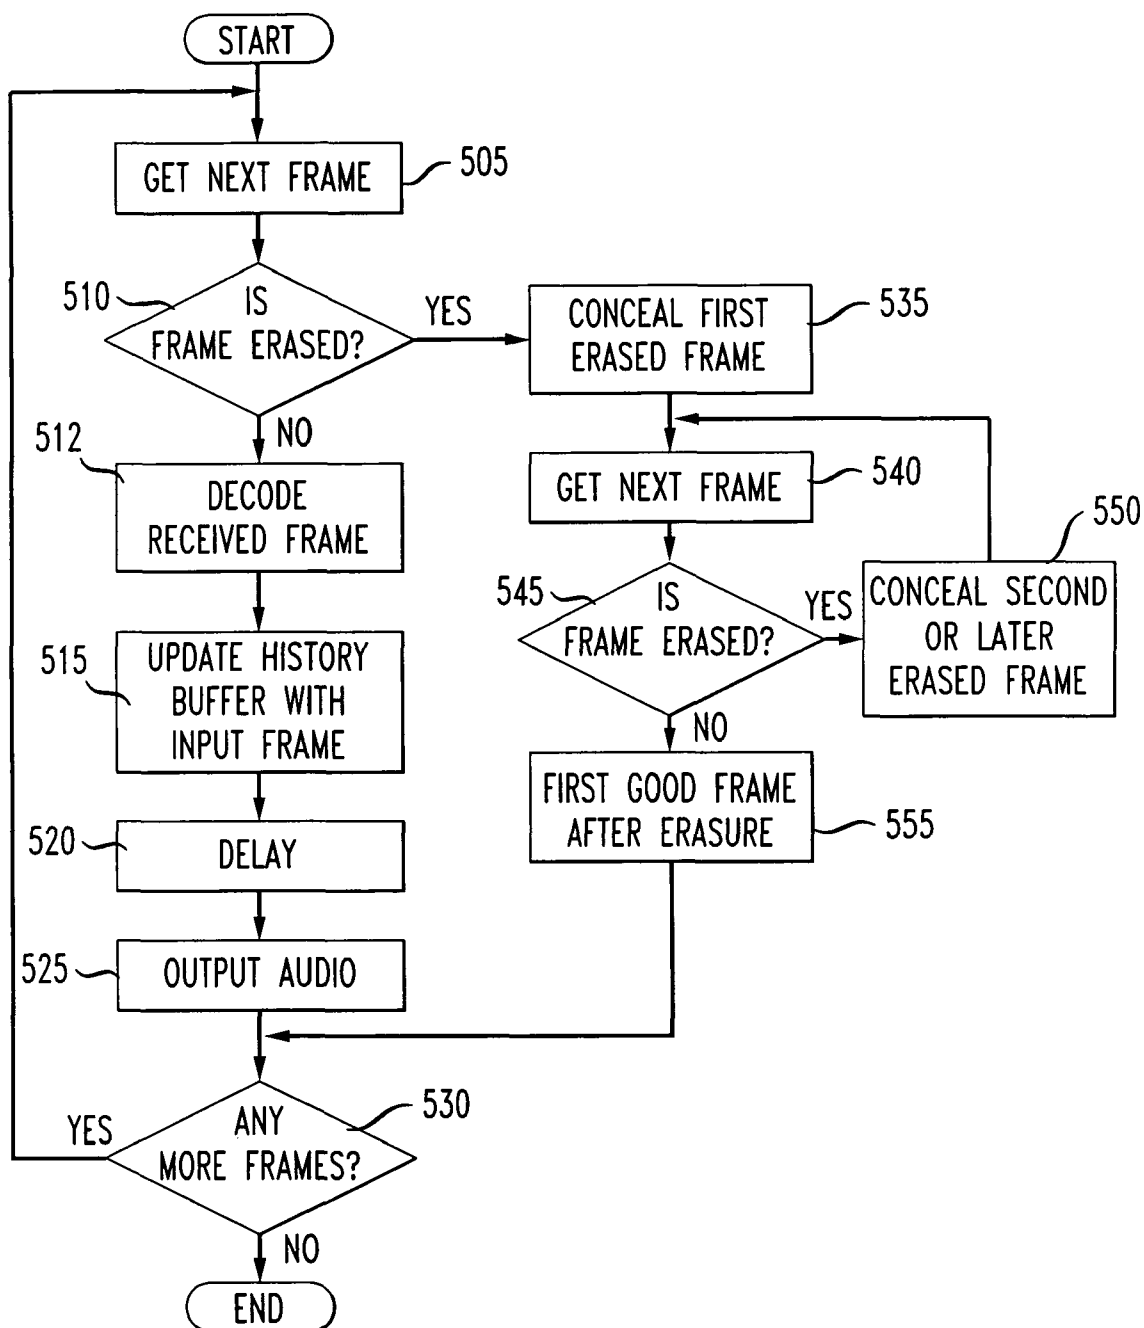 START
GET NEXT FRAME
505
510
IS
FRAME ERASED?
YES
NO
CONCEAL FIRST
ERASED FRAME
535
512
DECODE
RECEIVED FRAME
GET NEXT FRAME
540
545
IS
FRAME ERASED?
YES
NO
550
CONCEAL SECOND
OR LATER
ERASED FRAME
515
UPDATE HISTORY
BUFFER WITH
INPUT FRAME
FIRST GOOD FRAME
AFTER ERASURE
555
520
DELAY
525
OUTPUT AUDIO
530
ANY
MORE FRAMES?
YES
NO
END